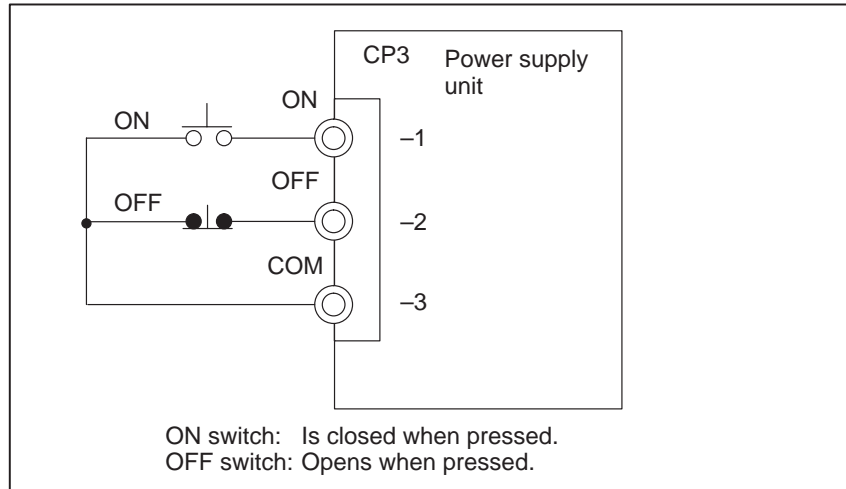 CP3 Power supply
unit
ON
ON
–1
OFF
OFF
–2
COM
–3
ON switch: Is closed when pressed.
OFF switch: Opens when pressed.